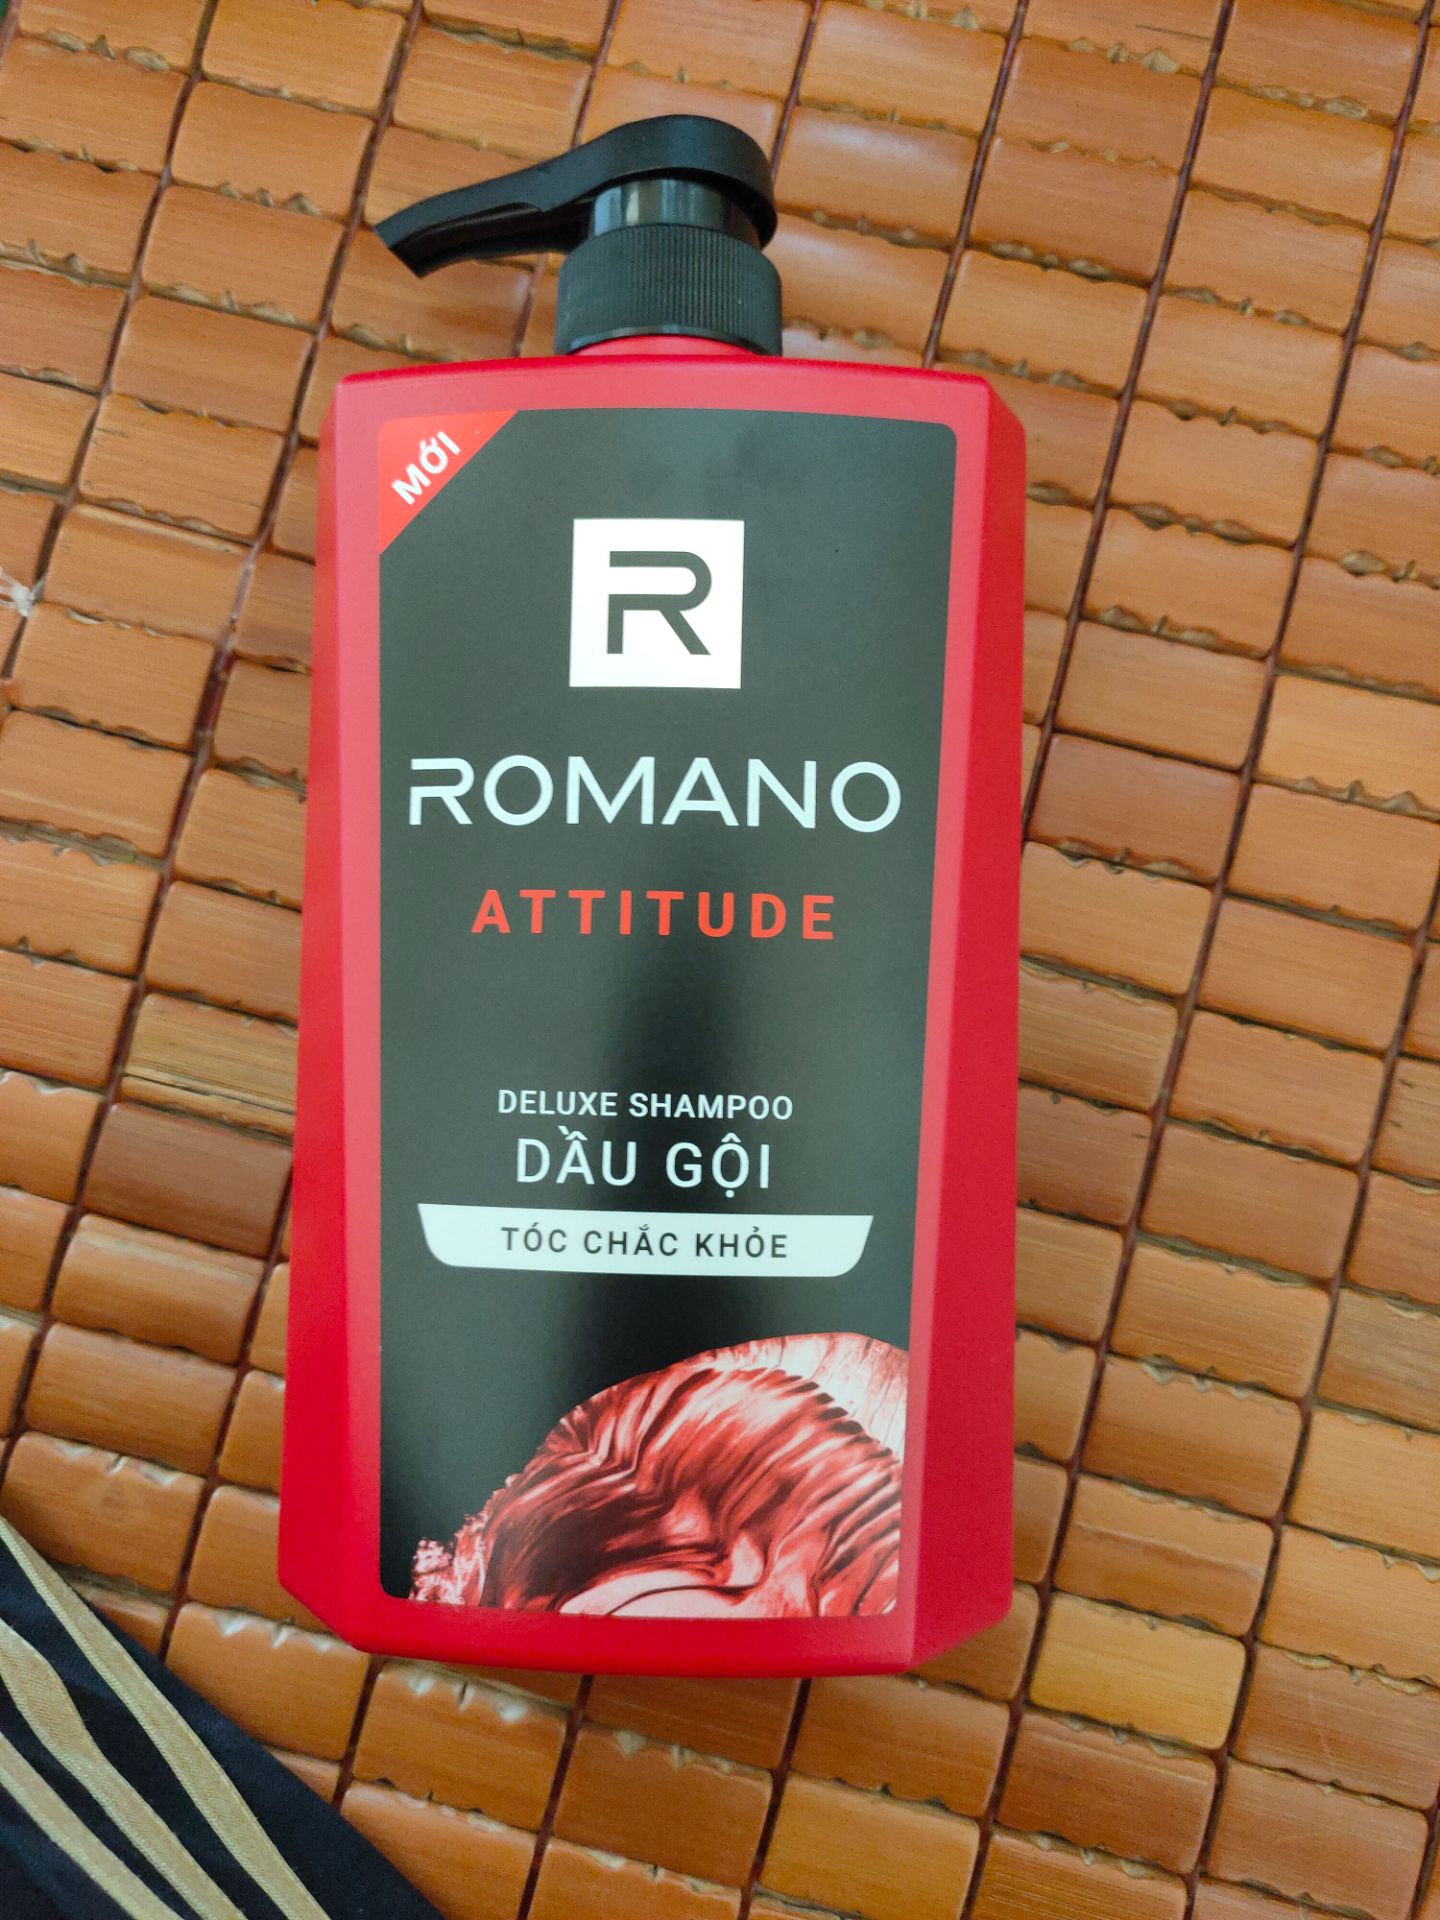 MỚI
R
ROMANO
ATTITUDE
DELUXE SHAMPOO
DẦU GỘI
TÓC CHẮC KHỎE